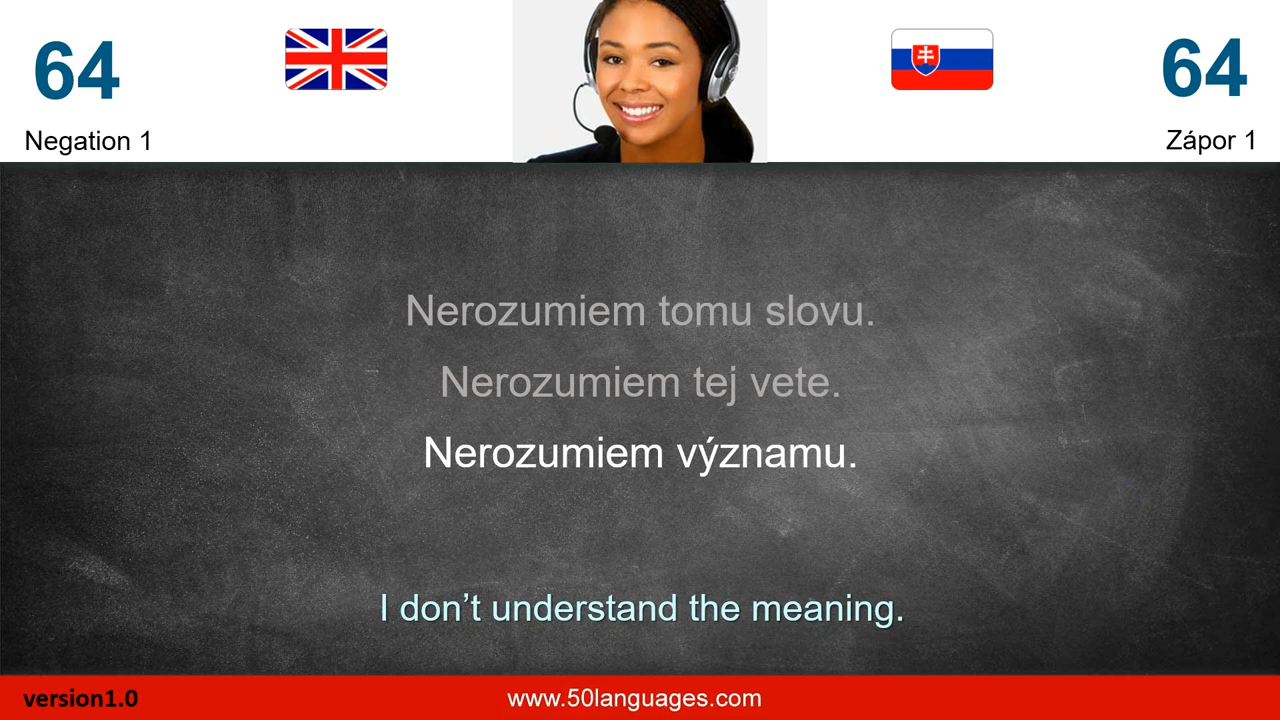 64
64
Negation 1
Zápor 1
Nerozumiem tomu slovu.
Nerozumiem tej vete.
Nerozumiem významu.
I don’t understand the meaning.
version1.0
www.50languages.com